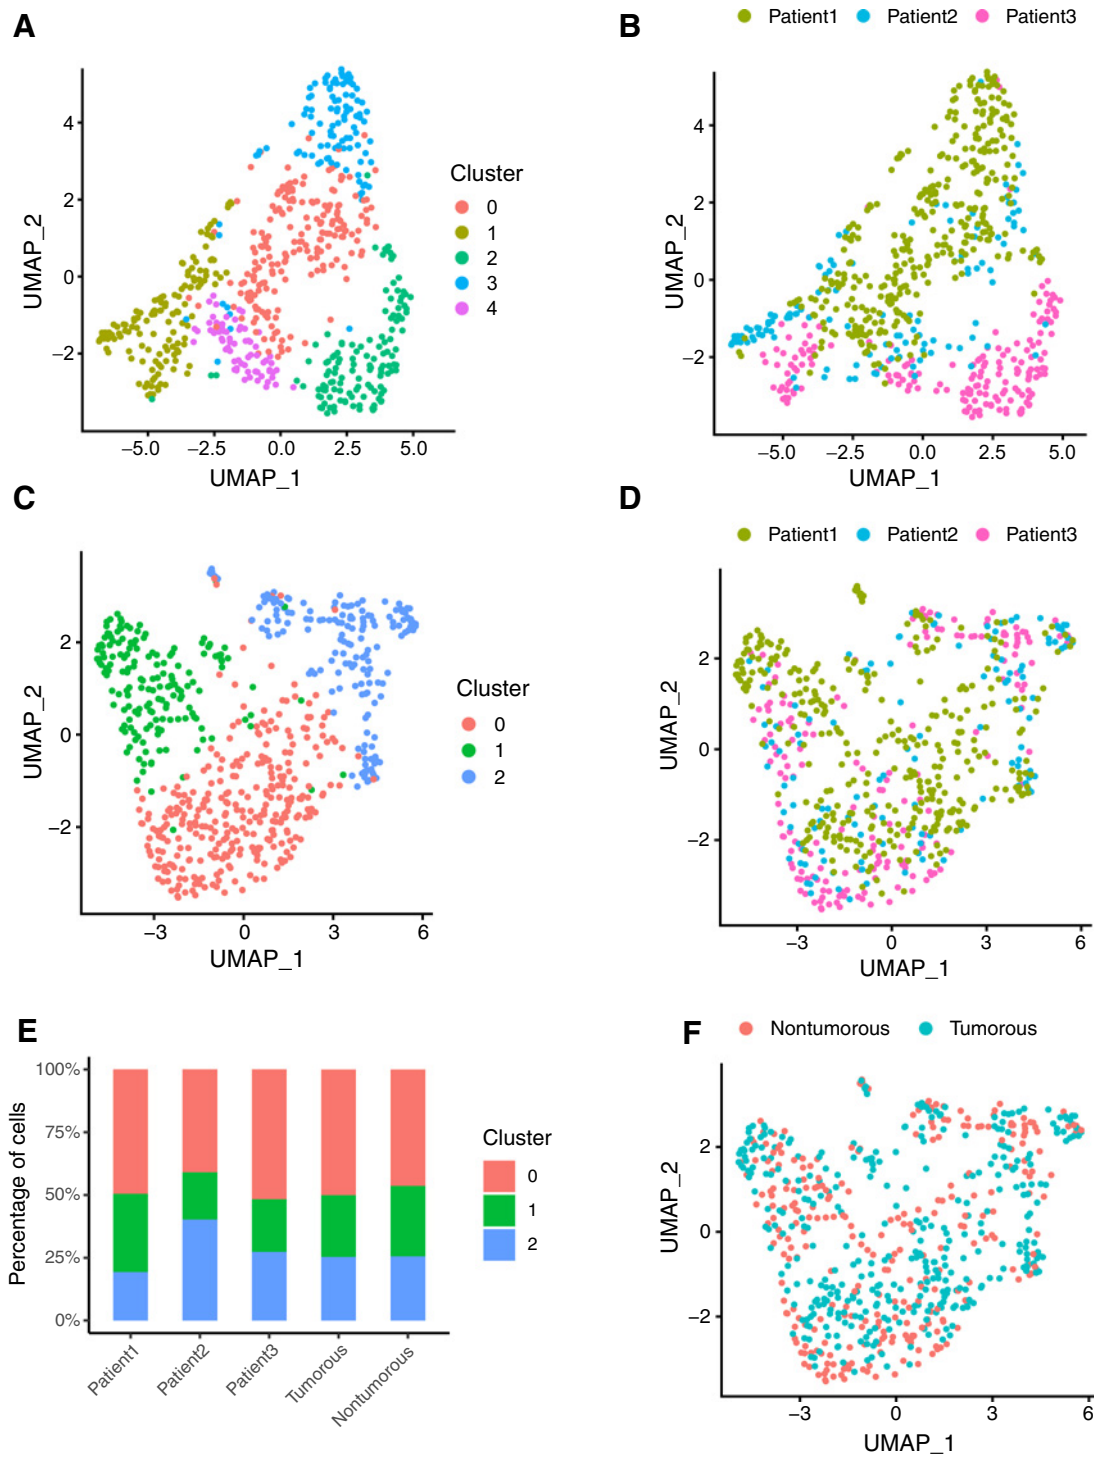 A
Cluster
0
1
2
3
4
4
2
0
−2
−5.0 −2.5 0.0 2.5 5.0
UMAP_1
UMAP_2
B
Patient1 Patient2 Patient3
4
2
0
−2
−5.0 −2.5 0.0 2.5 5.0
UMAP_1
UMAP_2
C
Cluster
0
1
2
2
0
−2
−3 0 3 6
UMAP_1
UMAP_2
D
Patient1 Patient2 Patient3
2
0
−2
−3 0 3 6
UMAP_1
UMAP_2
E
100%
75%
50%
25%
0%
Percentage of cells
Patient1 Patient2 Patient3 Tumorous Nontumorous
Cluster
0
1
2
F
Nontumorous Tumorous
2
0
−2
−3 0 3 6
UMAP_1
UMAP_2